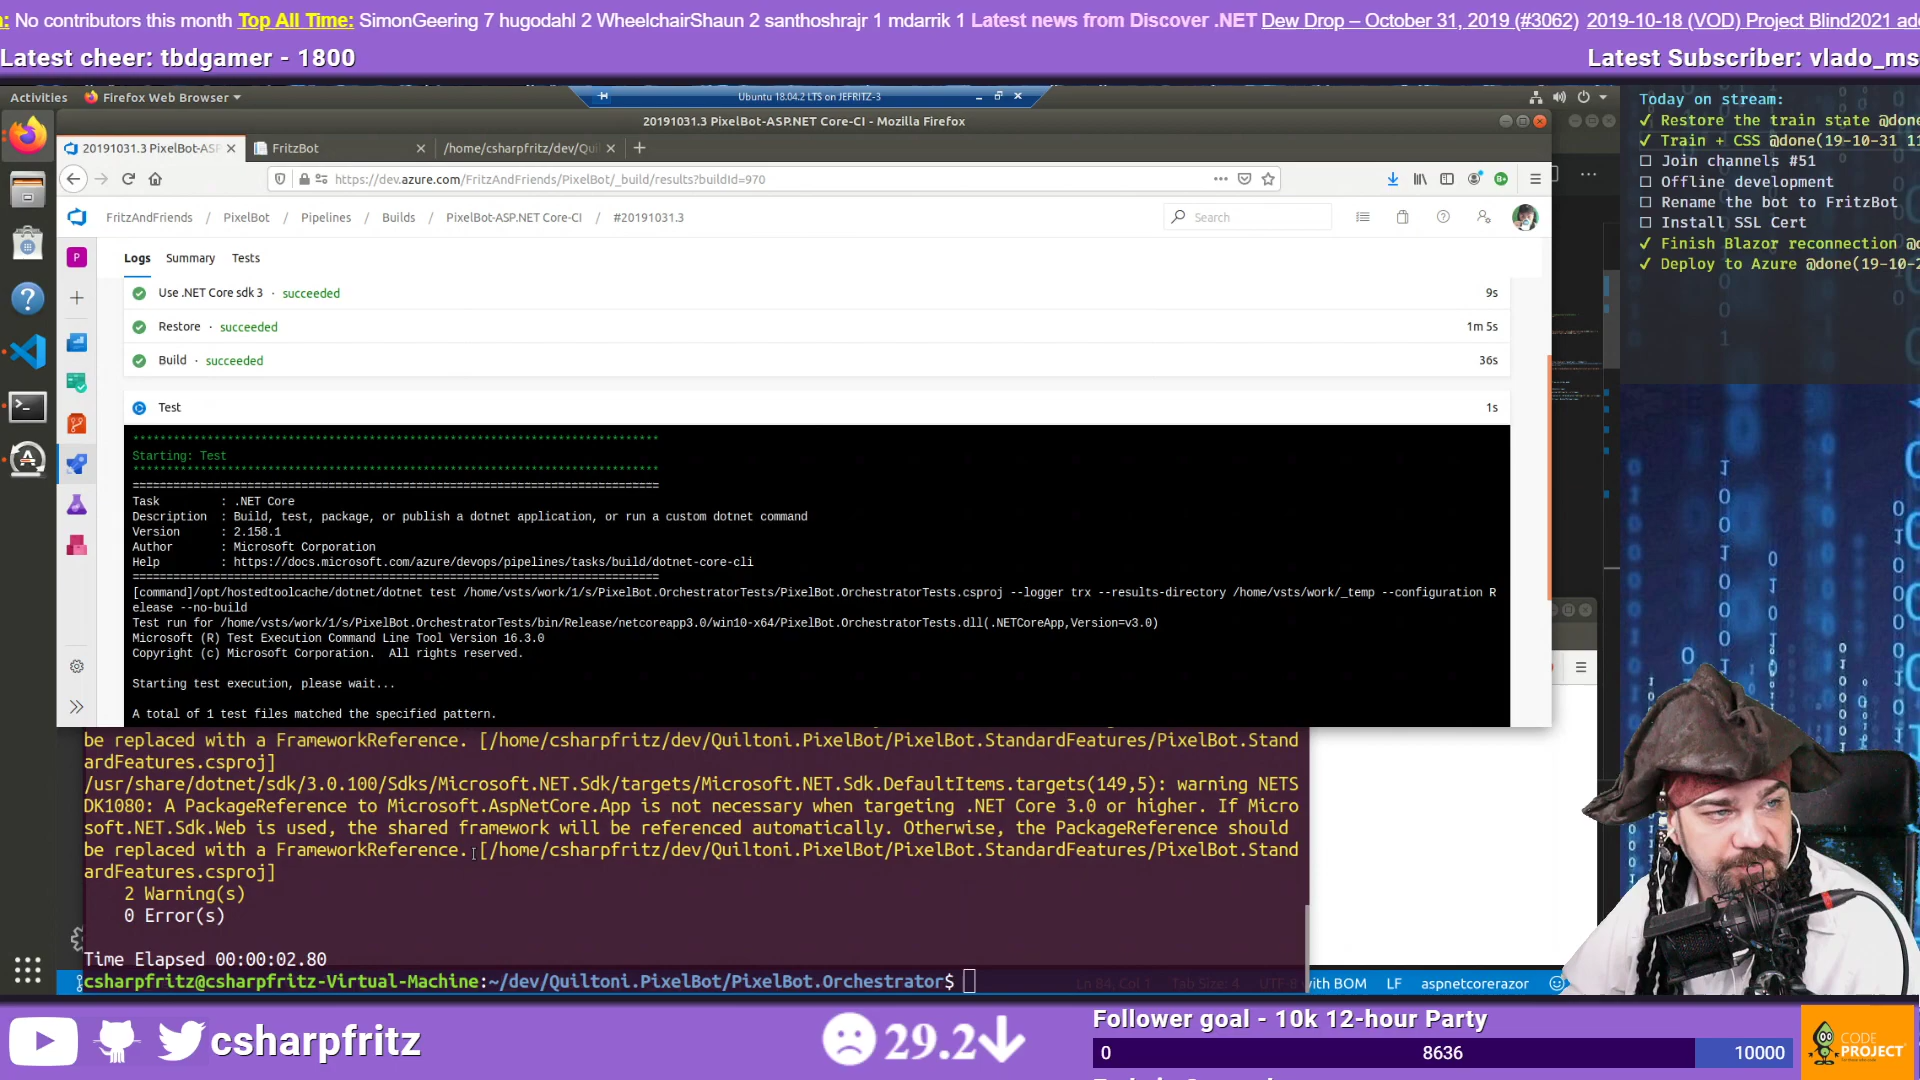 : No contributors this month Top All Time: SimonGeering 7 hugodahl 2 WheelchairShaun 2 santhoshrajr 1 mdarrik 1 Latest news from Discover .NET Dew Drop – October 31, 2019 (#3062) 2019-10-18 (VOD) Project Blind2021
Latest cheer: tbdgamer - 1800
Latest Subscriber: vlado_ms
Activities
Firefox Web Browser
Ubuntu 18.04.2 LTS on JEFRITZ-3
20191031.3 PixelBot-ASP.NET Core-CI - Mozilla Firefox
20191031.3 PixelBot-ASP
FritzBot
/home/csharpfritz/dev/Qu
https://dev.azure.com/FritzAndFriends/PixelBot/_build/results?buildId=970
FritzAndFriends / PixelBot / Pipelines / Builds / PixelBot-ASP.NET Core-CI / #20191031.3
Search
P
Logs Summary Tests
Use .NET Core sdk 3 · succeeded 9s
Restore · succeeded 1m 5s
Build · succeeded 36s
Test 1s
*******************************************************************************
Starting: Test
*******************************************************************************
==============================================================================
Task : .NET Core
Description : Build, test, package, or publish a dotnet application, or run a custom dotnet command
Version : 2.158.1
Author : Microsoft Corporation
Help : https://docs.microsoft.com/azure/devops/pipelines/tasks/build/dotnet-core-cli
==============================================================================
[command]/opt/hostedtoolcache/dotnet/dotnet test /home/vsts/work/1/s/PixelBot.OrchestratorTests/PixelBot.OrchestratorTests.csproj --logger trx --results-directory /home/vsts/work/_temp --configuration R
elease --no-build
Test run for /home/vsts/work/1/s/PixelBot.OrchestratorTests/bin/Release/netcoreapp3.0/win10-x64/PixelBot.OrchestratorTests.dll(.NETCoreApp,Version=v3.0)
Microsoft (R) Test Execution Command Line Tool Version 16.3.0
Copyright (c) Microsoft Corporation. All rights reserved.
Starting test execution, please wait...
A total of 1 test files matched the specified pattern.
be replaced with a FrameworkReference. [/home/csharpfritz/dev/Quiltoni.PixelBot/PixelBot.StandardFeatures/PixelBot.Stand
ardFeatures.csproj]
/usr/share/dotnet/sdk/3.0.100/Sdks/Microsoft.NET.Sdk/targets/Microsoft.NET.Sdk.DefaultItems.targets(149,5): warning NETS
DK1080: A PackageReference to Microsoft.AspNetCore.App is not necessary when targeting .NET Core 3.0 or higher. If Micro
soft.NET.Sdk.Web is used, the shared framework will be referenced automatically. Otherwise, the PackageReference should
be replaced with a FrameworkReference. [/home/csharpfritz/dev/Quiltoni.PixelBot/PixelBot.StandardFeatures/PixelBot.Stand
ardFeatures.csproj]
2 Warning(s)
0 Error(s)
Time Elapsed 00:00:02.80
csharpfritz@csharpfritz-Virtual-Machine:~/dev/Quiltoni.PixelBot/PixelBot.Orchestrator$
Ln 84, Col 1 Tab Size: 4 UTF-8 with BOM LF aspnetcorerazor
Today on stream:
✓ Restore the train state @done
✓ Train + CSS @done(19-10-31 11
☐ Join channels #51
☐ Offline development
☐ Rename the bot to FritzBot
☐ Install SSL Cert
✓ Finish Blazor reconnection @d
✓ Deploy to Azure @done(19-10-2
csharpfritz
29.2
Follower goal - 10k 12-hour Party
0 8636 10000
CODE
PROJECT